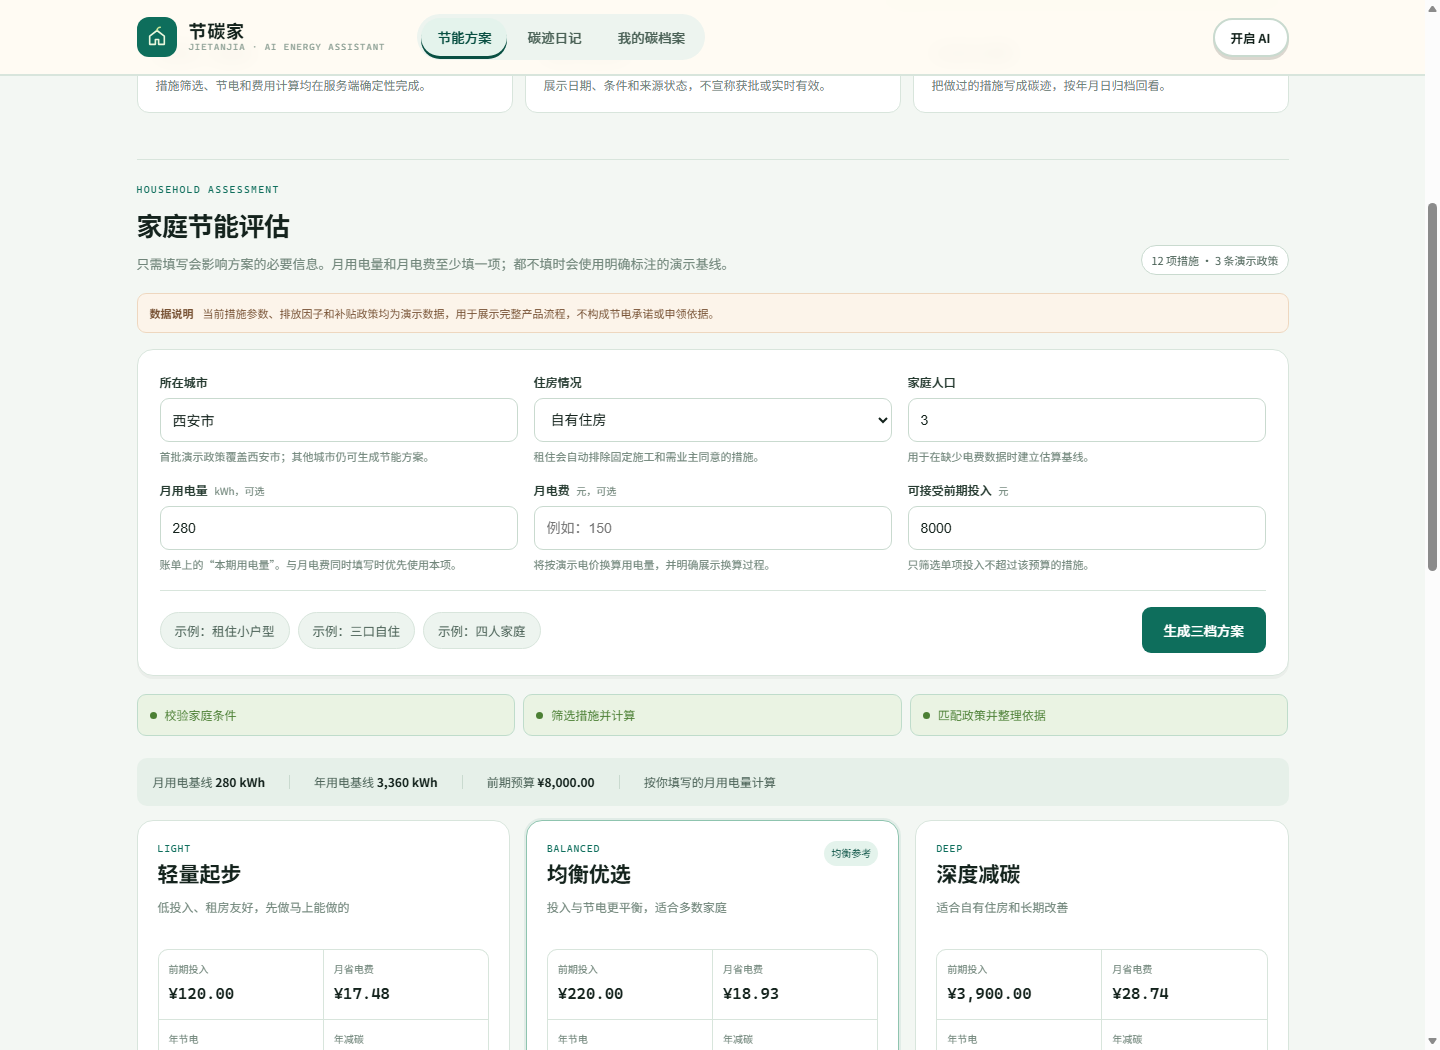 节碳家
JIETANJIA · AI ENERGY ASSISTANT
节能方案
碳迹日记
我的碳档案
开启 AI
措施筛选、节电和费用计算均在服务端确定性完成。
展示日期、条件和来源状态，不宣称获批或实时有效。
把做过的措施写成碳迹，按年月日归档回看。
HOUSEHOLD ASSESSMENT
家庭节能评估
只需填写会影响方案的必要信息。月用电量和月电费至少填一项；都不填时会使用明确标注的演示基线。
12 项措施 · 3 条演示政策
数据说明 当前措施参数、排放因子和补贴政策均为演示数据，用于展示完整产品流程，不构成节电承诺或申领依据。
所在城市
西安市
首批演示政策覆盖西安市；其他城市仍可生成节能方案。
住房情况
自有住房
租住会自动排除固定施工和需业主同意的措施。
家庭人口
3
用于在缺少电费数据时建立估算基线。
月用电量 kWh，可选
280
账单上的“本期用电量”。与月电费同时填写时优先使用本项。
月电费 元，可选
例如：150
将按演示电价换算用电量，并明确展示换算过程。
可接受前期投入 元
8000
只筛选单项投入不超过该预算的措施。
示例：租住小户型
示例：三口自住
示例：四人家庭
生成三档方案
校验家庭条件
筛选措施并计算
匹配政策并整理依据
月用电基线 280 kWh
年用电基线 3,360 kWh
前期预算 ¥8,000.00
按你填写的月用电量计算
LIGHT
轻量起步
低投入、租房友好，先做马上能做的
前期投入
¥120.00
月省电费
¥17.48
年节电
年减碳
BALANCED
均衡优选
均衡参考
投入与节电更平衡，适合多数家庭
前期投入
¥220.00
月省电费
¥18.93
年节电
年减碳
DEEP
深度减碳
适合自有住房和长期改善
前期投入
¥3,900.00
月省电费
¥28.74
年节电
年减碳